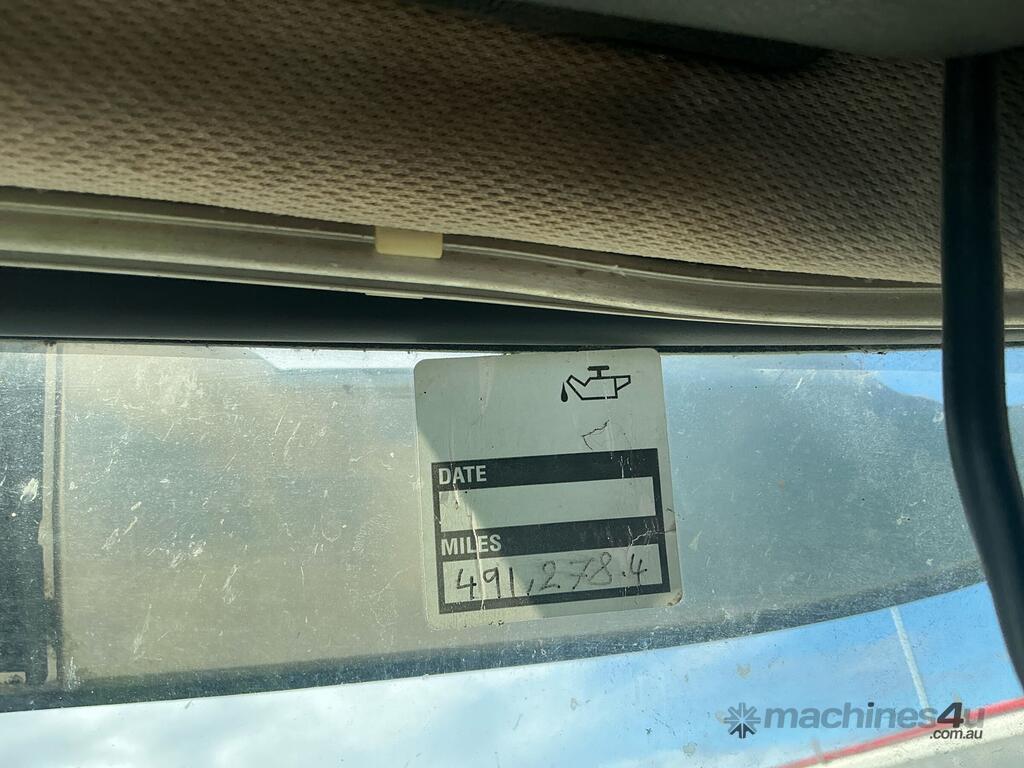 DATE
MILES
491,278.4
machines4u
.com.au